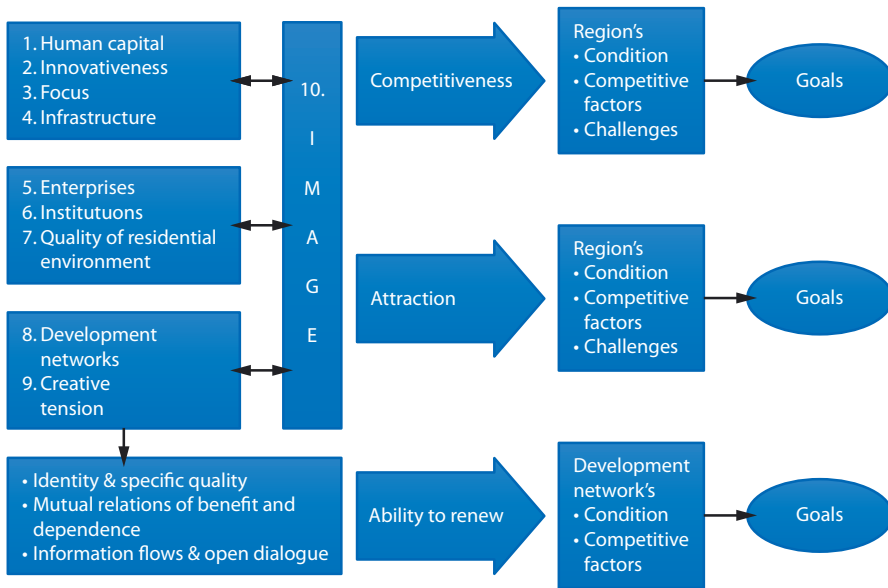 1. Human capital
2. Innovativeness
3. Focus
4. Infrastructure
5. Enterprises
6. Institutuons
7. Quality of residential
environment
8. Development
networks
9. Creative
tension
• Identity & specific quality
• Mutual relations of benefit and
dependence
• Information flows & open dialogue
10.
I
M
A
G
E
Competitiveness
Region's
• Condition
• Competitive
factors
• Challenges
Goals
Attraction
Region's
• Condition
• Competitive
factors
• Challenges
Goals
Ability to renew
Development
network's
• Condition
• Competitive
factors
Goals